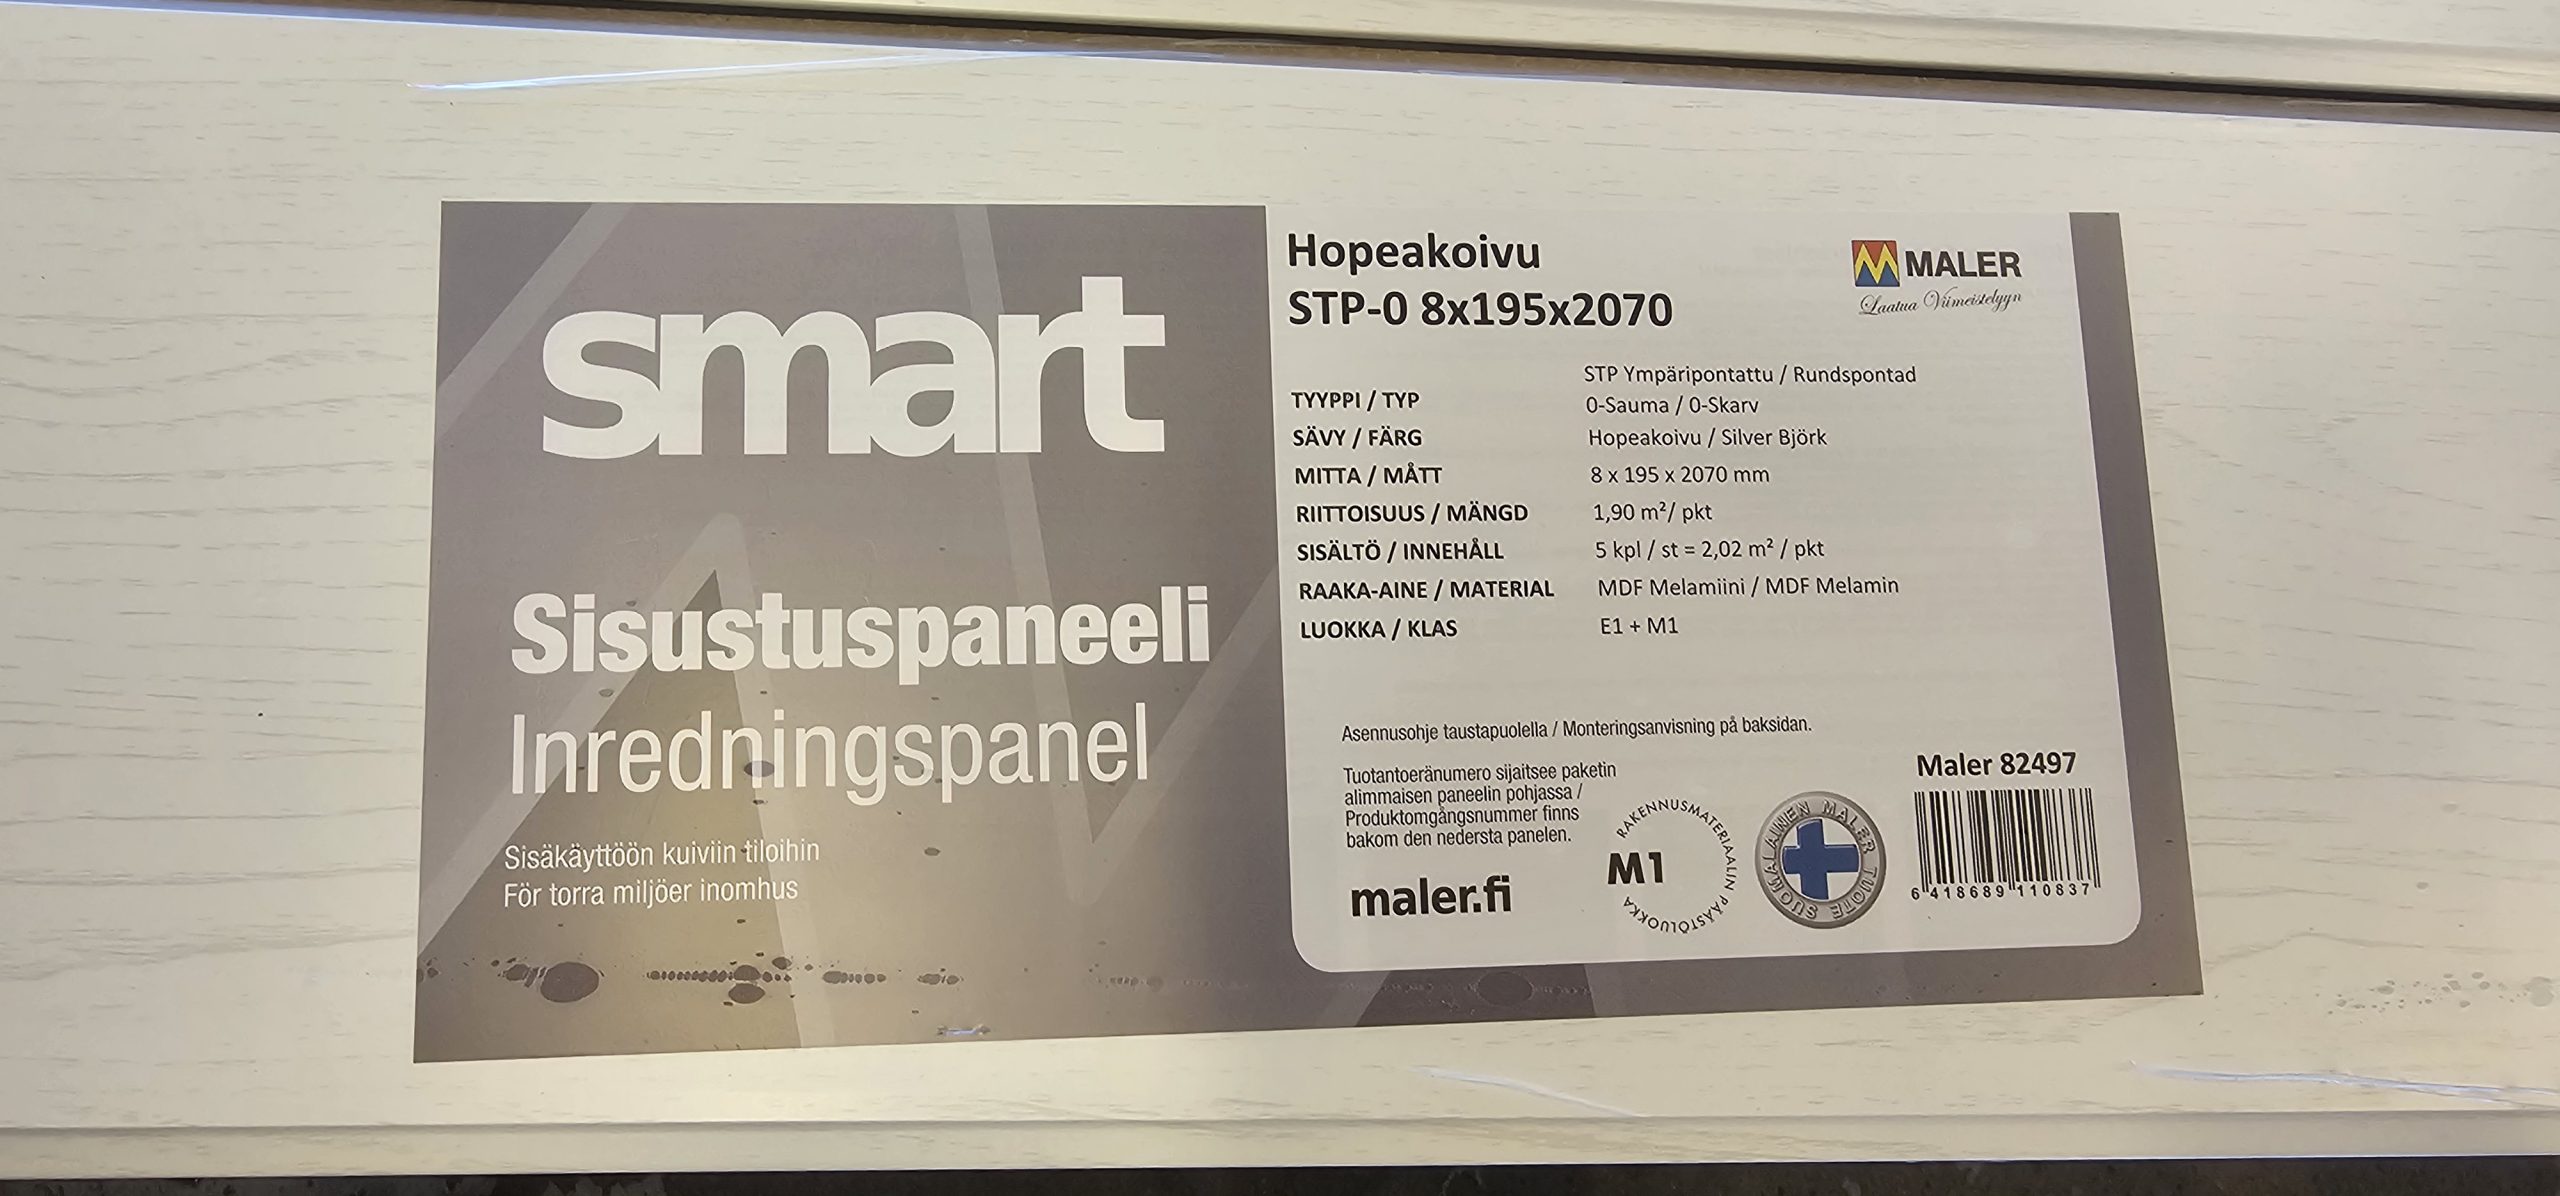 smart
Sisustuspaneeli
Inredningspanel
Sisäkäyttöön kuiviin tiloihin
För torra miljöer inomhus
Hopeakoivu
STP-0 8x195x2070
MALER
Laatua Viimeistelyyn
STP Ympäripontattu / Rundspontad
TYYPPI / TYP 0-Sauma / 0-Skarv
SÄVY / FÄRG Hopeakoivu / Silver Björk
MITTA / MÅTT 8 x 195 x 2070 mm
RIITTOISUUS / MÄNGD 1,90 m²/ pkt
SISÄLTÖ / INNEHÅLL 5 kpl / st = 2,02 m² / pkt
RAAKA-AINE / MATERIAL MDF Melamiini / MDF Melamin
LUOKKA / KLAS E1 + M1
Asennusohje taustapuolella / Monteringsanvisning på baksidan.
Tuotantoeränumero sijaitsee paketin
alimmaisen paneelin pohjassa /
Produktomgångsnummer finns
bakom den nedersta panelen.
maler.fi
RAKENNUSMATERIAALIN PÄÄSTÖLUOKKA
M1
SUOMALAINEN MALER TUOTE
Maler 82497
6 418689 110837